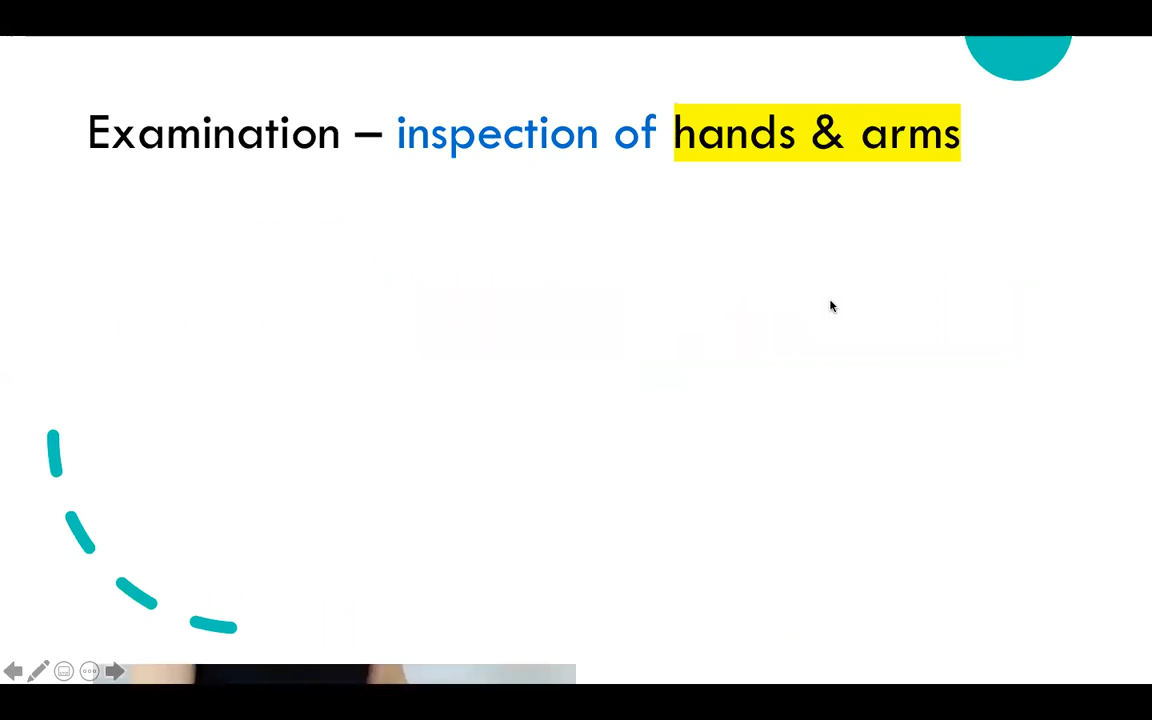 Examination – inspection of hands & arms